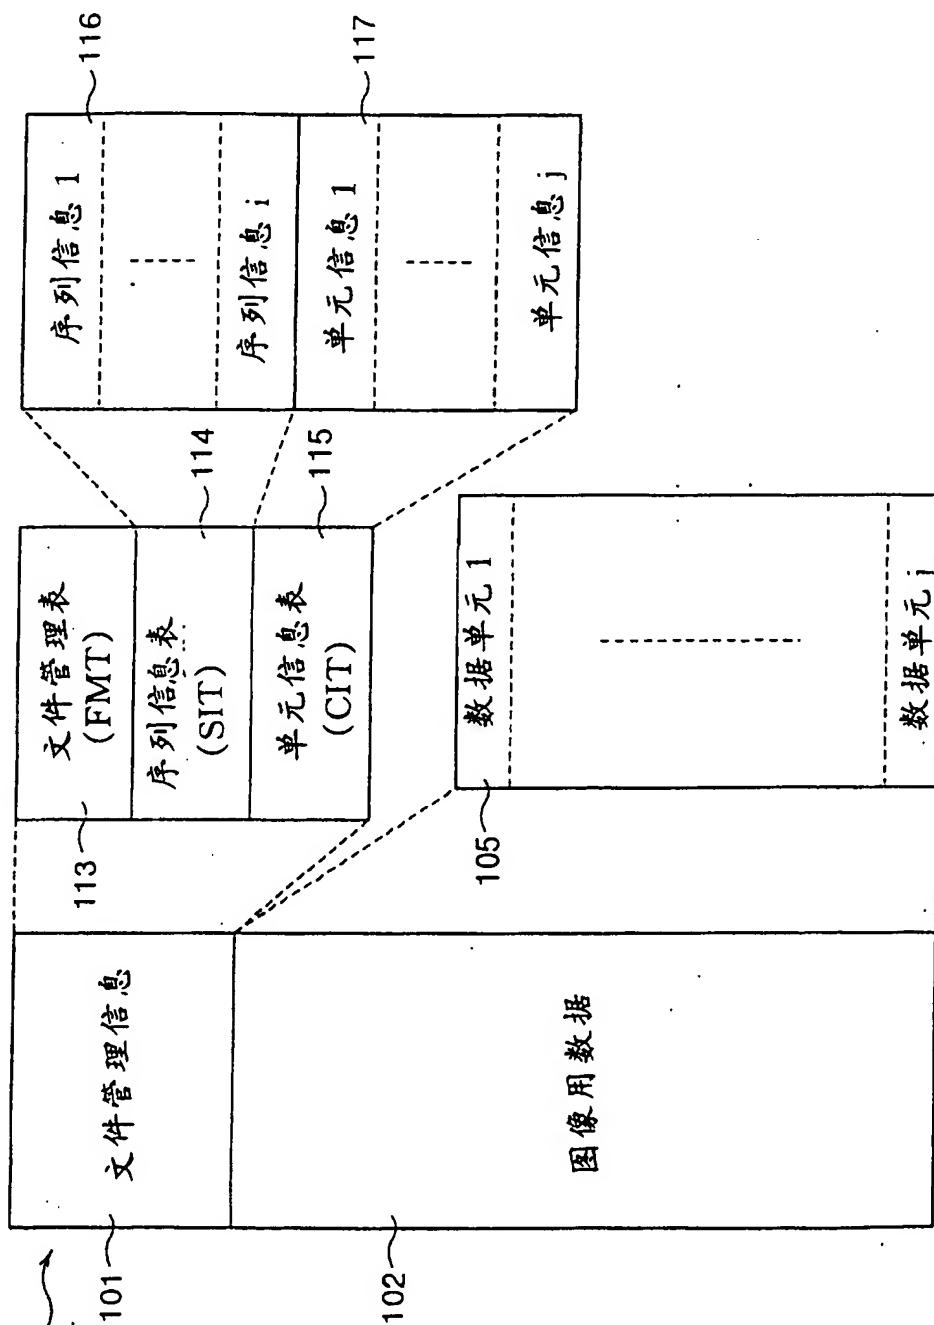 101
文件管理信息
102
图像用数据
113
文件管理表
(FMT)
序列信息表
(SIT)
114
单元信息表
(CIT)
115
105
数据单元 1
数据单元 j
116
序列信息 1
序列信息 i
117
单元信息 1
单元信息 j